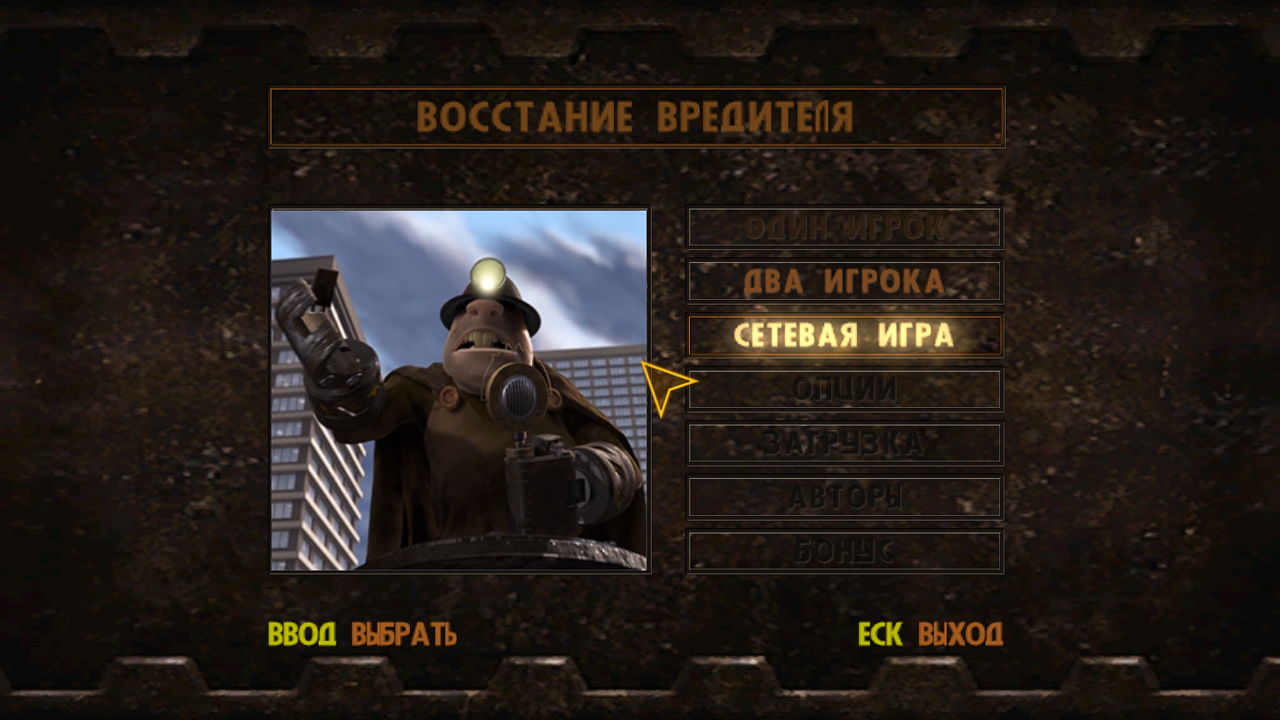 ВОССТАНИЕ ВРЕДИТЕЛЯ
ОДИН ИГРОК
ДВА ИГРОКА
СЕТЕВАЯ ИГРА
ОПЦИИ
ЗАГРУЗКА
АВТОРЫ
БОНУС
ВВОД ВЫБРАТЬ
ЕСК ВЫХОД